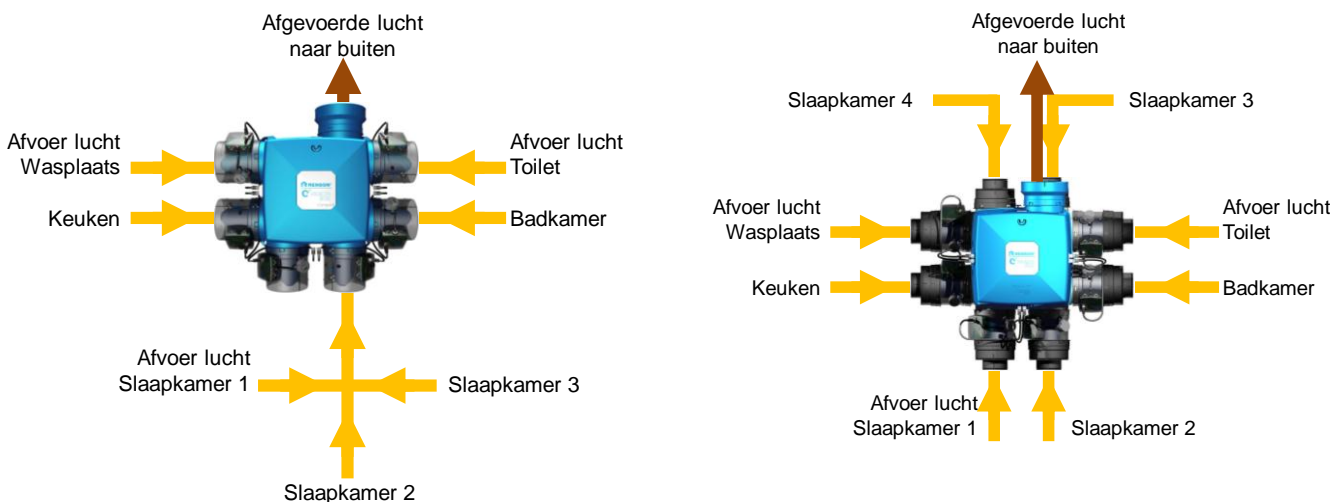 Afgevoerde lucht
naar buiten
Afvoer lucht
Wasplaats
Afvoer lucht
Toilet
Keuken
Badkamer
RENSON
Afvoer lucht
Slaapkamer 1
Slaapkamer 3
Slaapkamer 2
Afgevoerde lucht
naar buiten
Slaapkamer 4
Slaapkamer 3
Afvoer lucht
Wasplaats
Afvoer lucht
Toilet
Keuken
Badkamer
Afvoer lucht
Slaapkamer 1
Slaapkamer 2